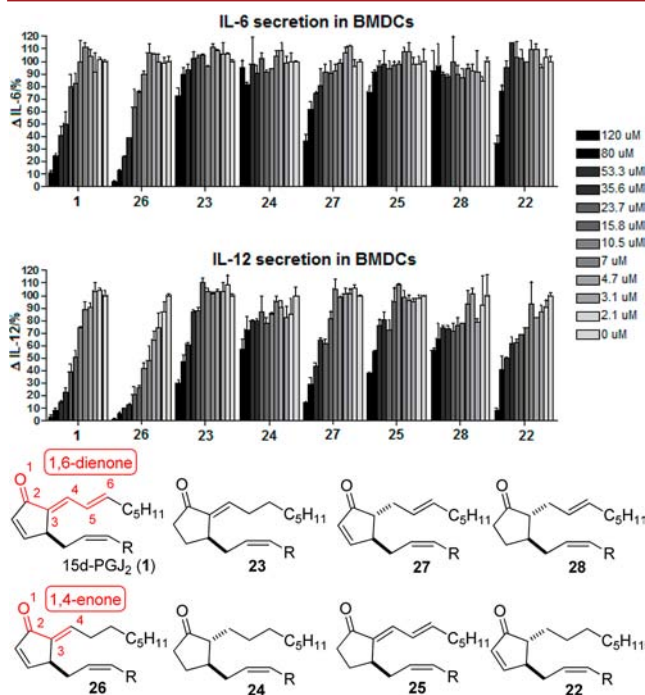 IL-6 secretion in BMDCs
Δ IL-6/%
120
110
100
90
80
70
60
50
40
30
20
10
0
1 26 23 24 27 25 28 22
120 uM
80 uM
53.3 uM
35.6 uM
23.7 uM
15.8 uM
10.5 uM
7 uM
4.7 uM
3.1 uM
2.1 uM
0 uM
IL-12 secretion in BMDCs
Δ IL-12/%
120
110
100
90
80
70
60
50
40
30
20
10
0
1 26 23 24 27 25 28 22
1 1,6-dienone
O 2 3 4 5 6 C5H11 R
15d-PGJ2 (1)
O C5H11 R
23
O C5H11 R
27
O C5H11 R
28
1 1,4-enone
O 2 3 4 C5H11 R
26
O C5H11 R
24
O C5H11 R
25
O C5H11 R
22